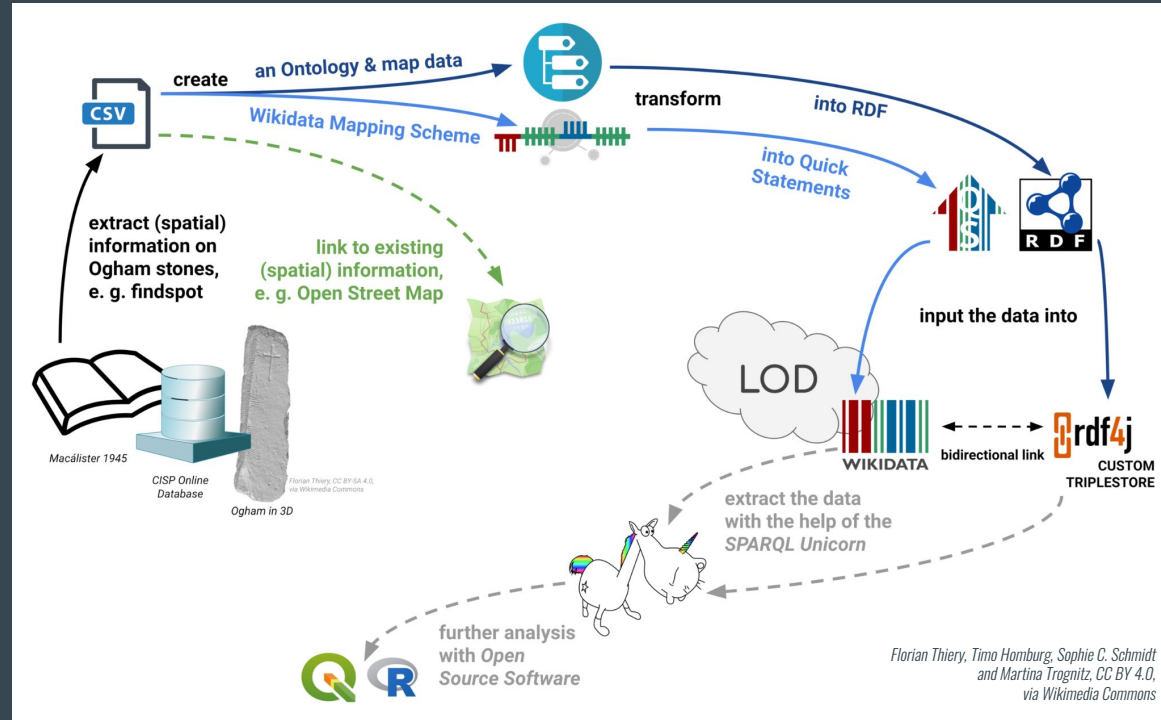 CSV
create
an Ontology & map data
Wikidata Mapping Scheme
transform
into RDF
into Quick
Statements
QS
RDF
extract (spatial)
information on
Ogham stones,
e. g. findspot
link to existing
(spatial) information,
e. g. Open Street Map
input the data into
Macálister 1945
CISP Online
Database
Florian Thiery, CC BY-SA 4.0,
via Wikimedia Commons
Ogham in 3D
LOD
WIKIDATA
bidirectional link
rdf4j
CUSTOM
TRIPLESTORE
extract the data
with the help of the
SPARQL Unicorn
further analysis
with Open
Source Software
R
Florian Thiery, Timo Homburg, Sophie C. Schmidt
and Martina Trognitz, CC BY 4.0,
via Wikimedia Commons